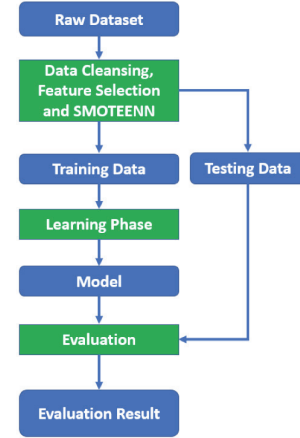 Raw Dataset
Data Cleansing,
Feature Selection
and SMOTEENN
Training Data
Testing Data
Learning Phase
Model
Evaluation
Evaluation Result